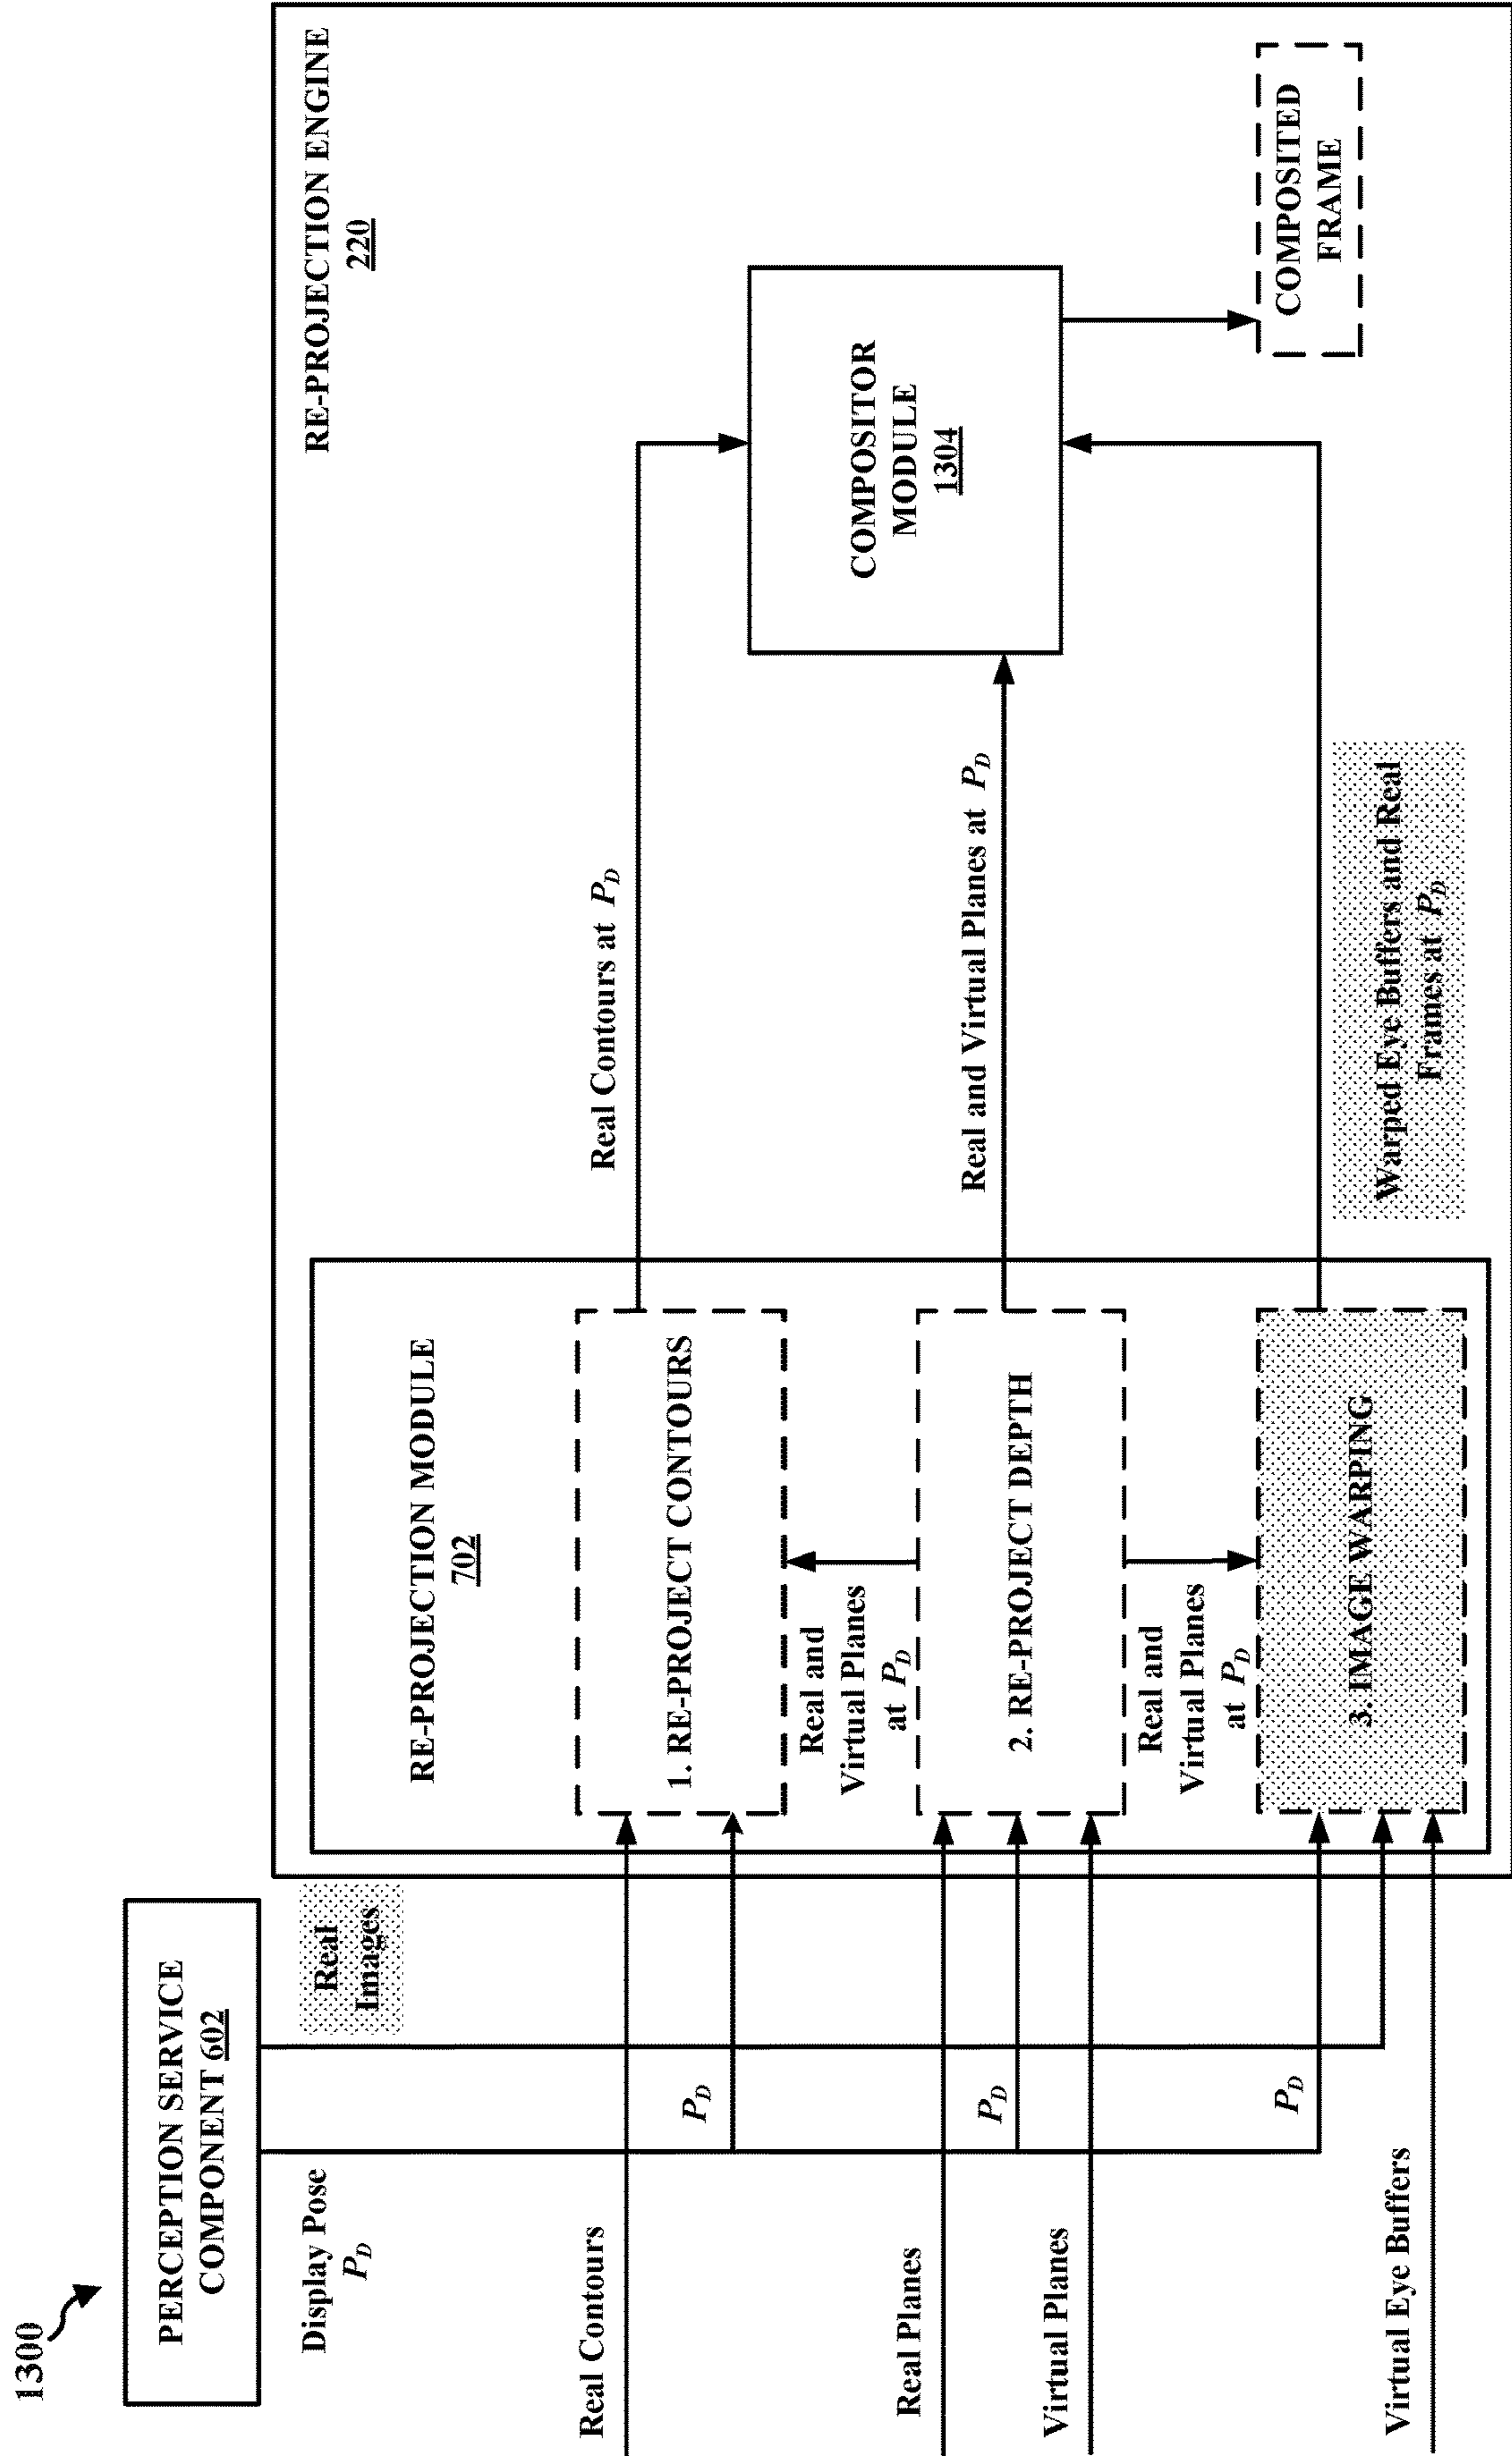 1300
PERCEPTION SERVICE
COMPONENT 602
Display Pose
P_D
Real
Images
Real Contours
P_D
Real Planes
P_D
Virtual Planes
P_D
Virtual Eye Buffers
RE-PROJECTION ENGINE
220
RE-PROJECTION MODULE
702
1. RE-PROJECT CONTOURS
Real and
Virtual Planes
at P_D
2. RE-PROJECT DEPTH
Real and
Virtual Planes
at P_D
3. IMAGE WARPING
Real Contours at P_D
Real and Virtual Planes at P_D
Warped Eye Buffers and Real
Frames at P_D
COMPOSITOR
MODULE
1304
COMPOSITED
FRAME